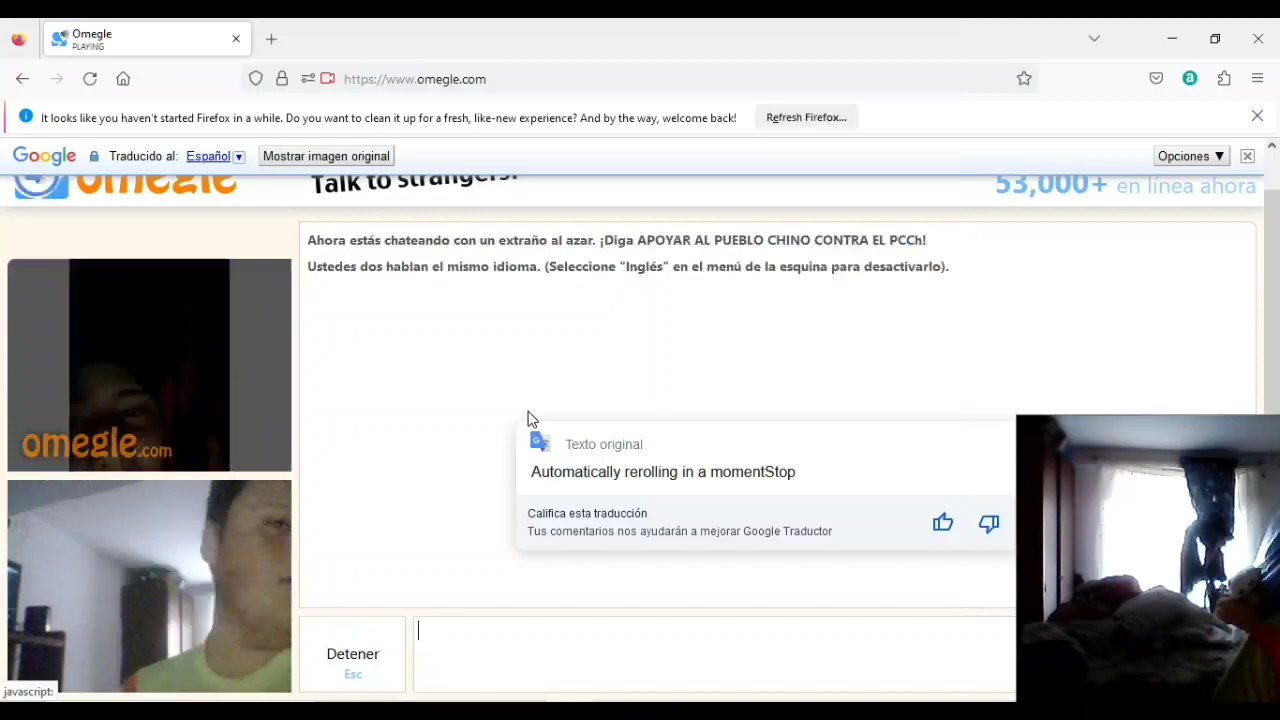 Omegle
PLAYING
https://www.omegle.com
It looks like you haven't started Firefox in a while. Do you want to clean it up for a fresh, like-new experience? And by the way, welcome back!
Refresh Firefox...
Google
Traducido al:
Español
Mostrar imagen original
Opciones ▼
omegle
Talk to strangers!
53,000+ en línea ahora
Ahora estás chateando con un extraño al azar. ¡Diga APOYAR AL PUEBLO CHINO CONTRA EL PCCh!
Ustedes dos hablan el mismo idioma. (Seleccione "Inglés" en el menú de la esquina para desactivarlo).
omegle.com
Texto original
Automatically rerolling in a momentStop
Califica esta traducción
Tus comentarios nos ayudarán a mejorar Google Traductor
Detener
Esc
javascript: